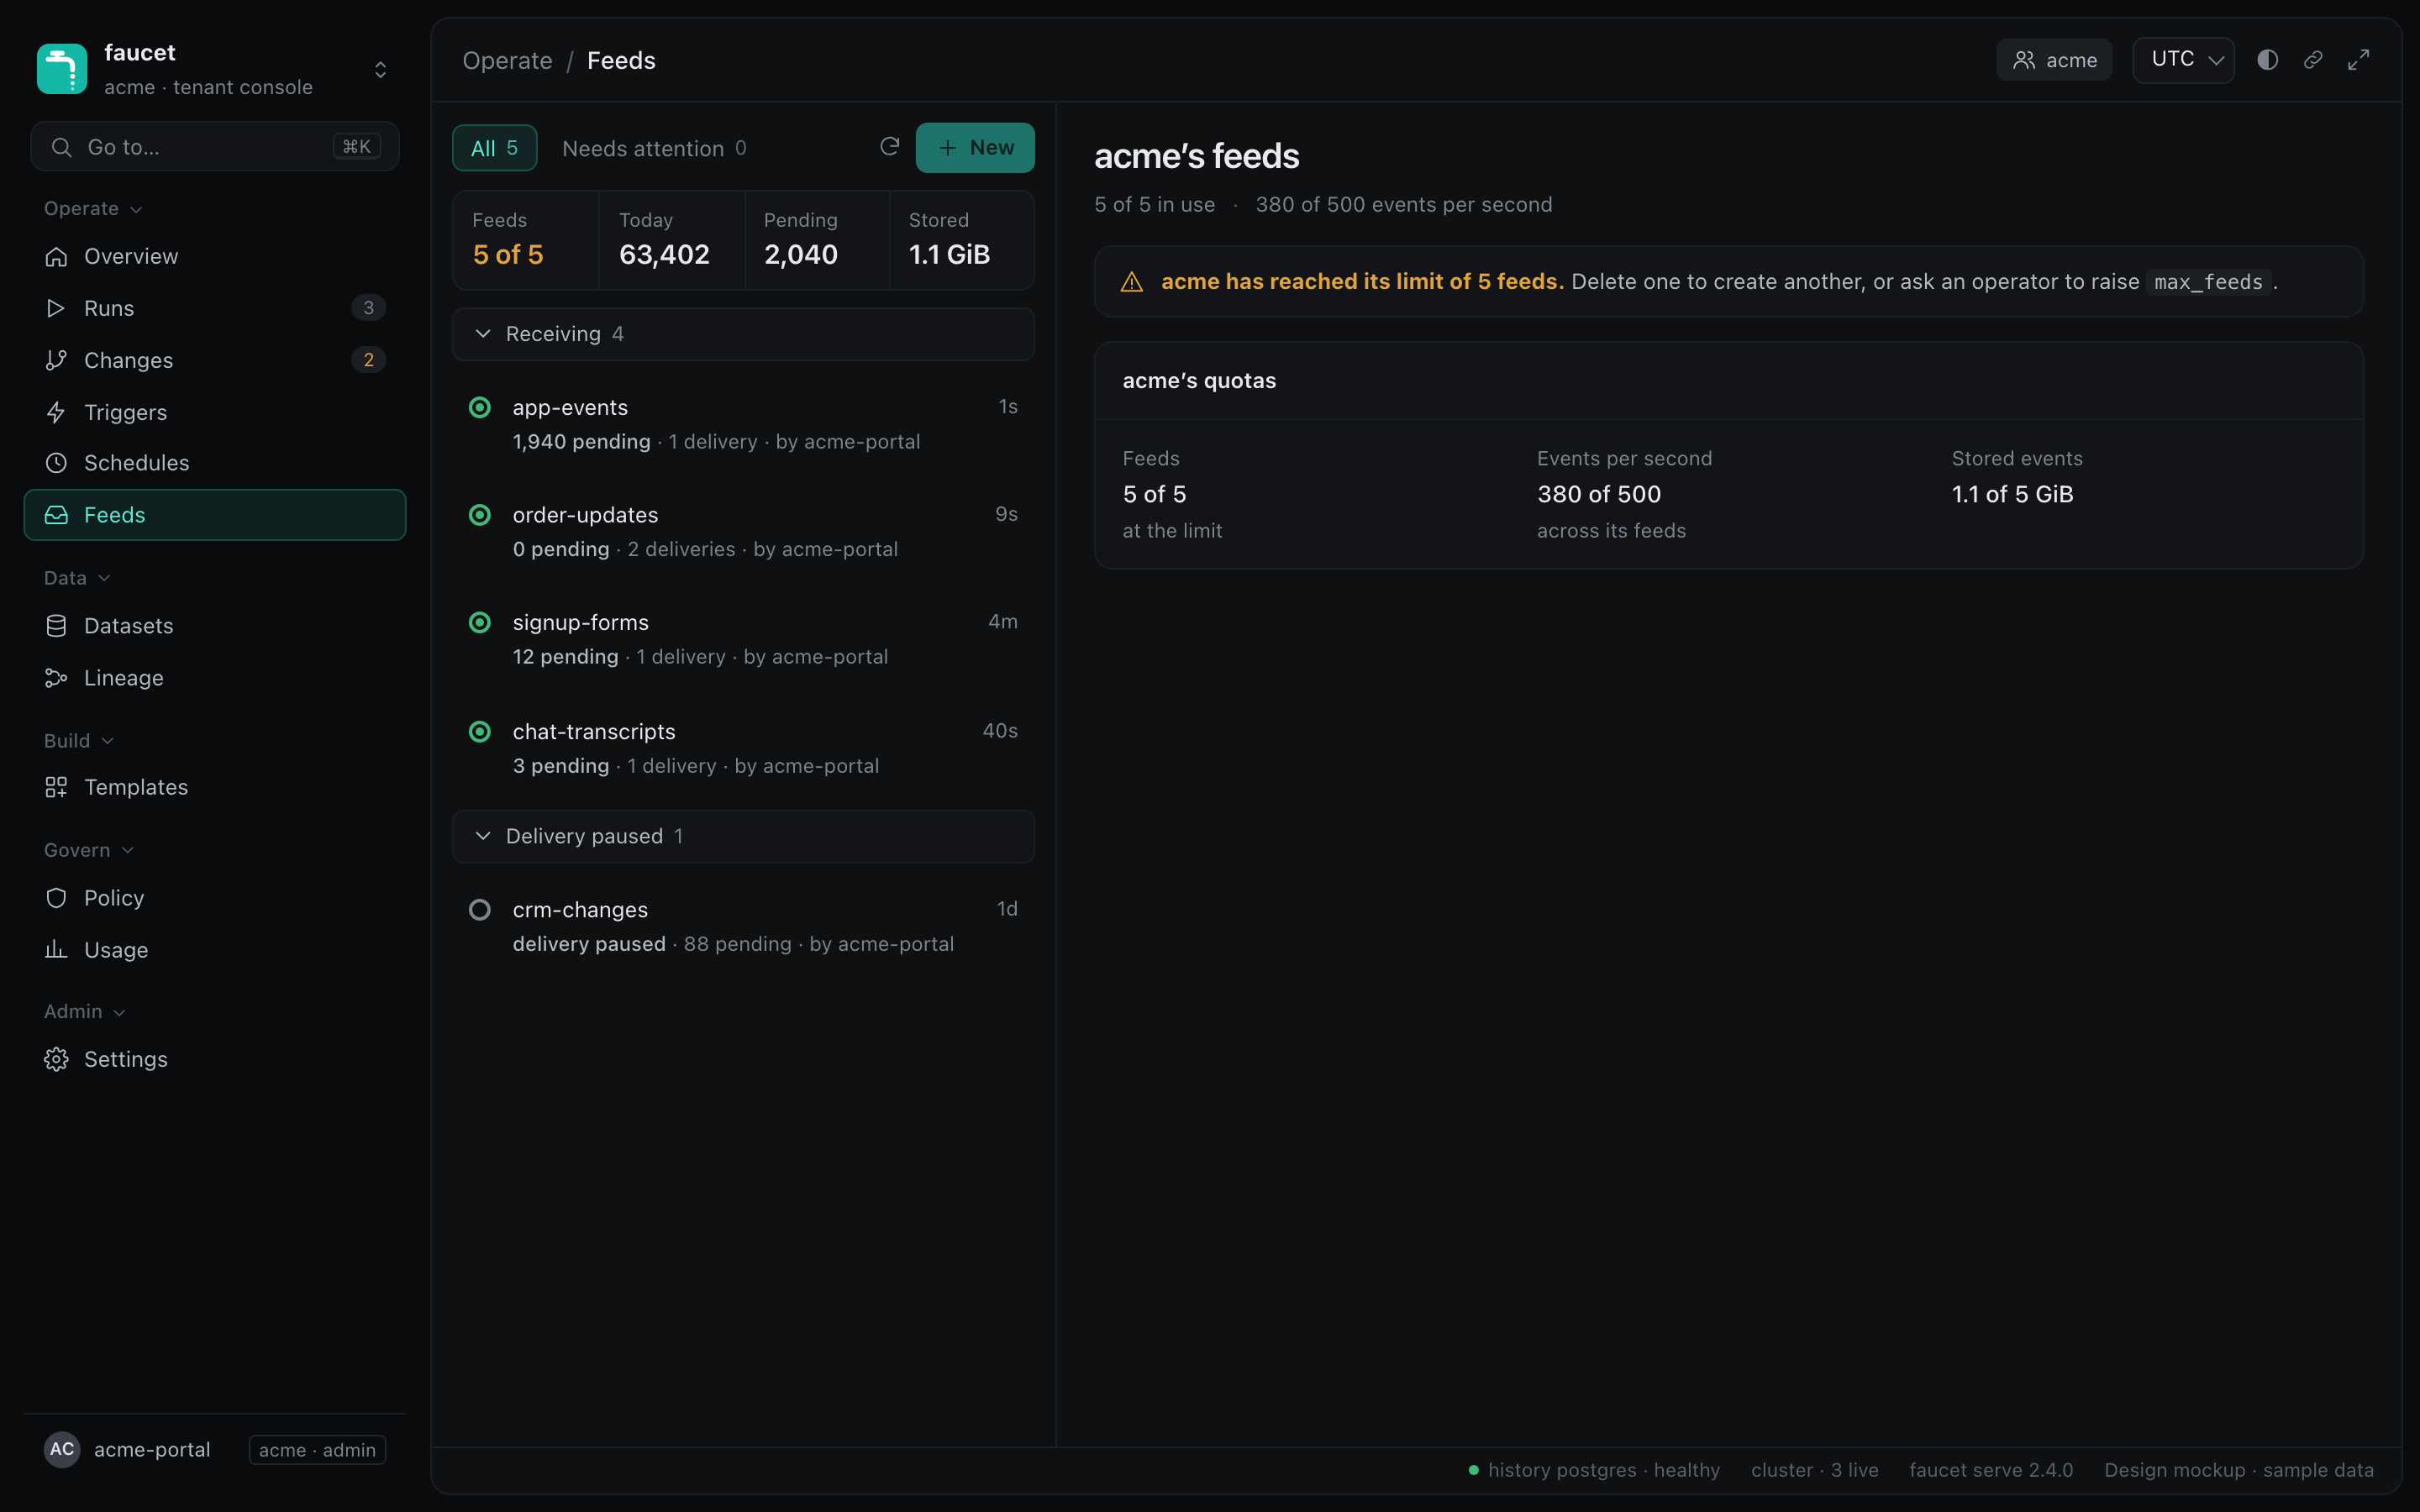 faucet
acme · tenant console
Go to...
⌘K
Operate
Overview
Runs 3
Changes 2
Triggers
Schedules
Feeds
Data
Datasets
Lineage
Build
Templates
Govern
Policy
Usage
Admin
Settings
AC acme-portal acme · admin
Operate / Feeds
acme UTC
All 5 Needs attention 0 + New
Feeds Today Pending Stored
5 of 5 63,402 2,040 1.1 GiB
Receiving 4
app-events 1s
1,940 pending · 1 delivery · by acme-portal
order-updates 9s
0 pending · 2 deliveries · by acme-portal
signup-forms 4m
12 pending · 1 delivery · by acme-portal
chat-transcripts 40s
3 pending · 1 delivery · by acme-portal
Delivery paused 1
crm-changes 1d
delivery paused · 88 pending · by acme-portal
acme’s feeds
5 of 5 in use · 380 of 500 events per second
acme has reached its limit of 5 feeds. Delete one to create another, or ask an operator to raise max_feeds.
acme’s quotas
Feeds Events per second Stored events
5 of 5 380 of 500 1.1 of 5 GiB
at the limit across its feeds
history postgres · healthy cluster · 3 live faucet serve 2.4.0 Design mockup · sample data